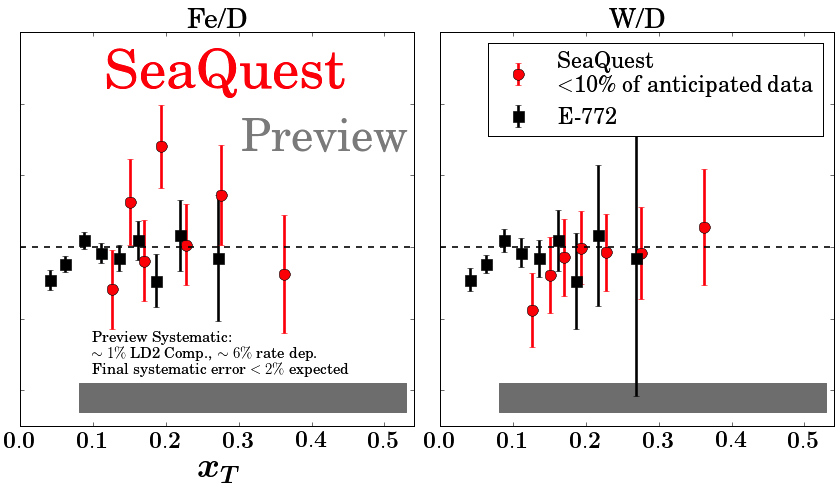 Fe/D
SeaQuest
Preview
Preview Systematic:
~ 1% LD2 Comp., ~ 6% rate dep.
Final systematic error < 2% expected
0.0 0.1 0.2 0.3 0.4 0.5
x_T
W/D
SeaQuest
<10% of anticipated data
E-772
0.0 0.1 0.2 0.3 0.4 0.5